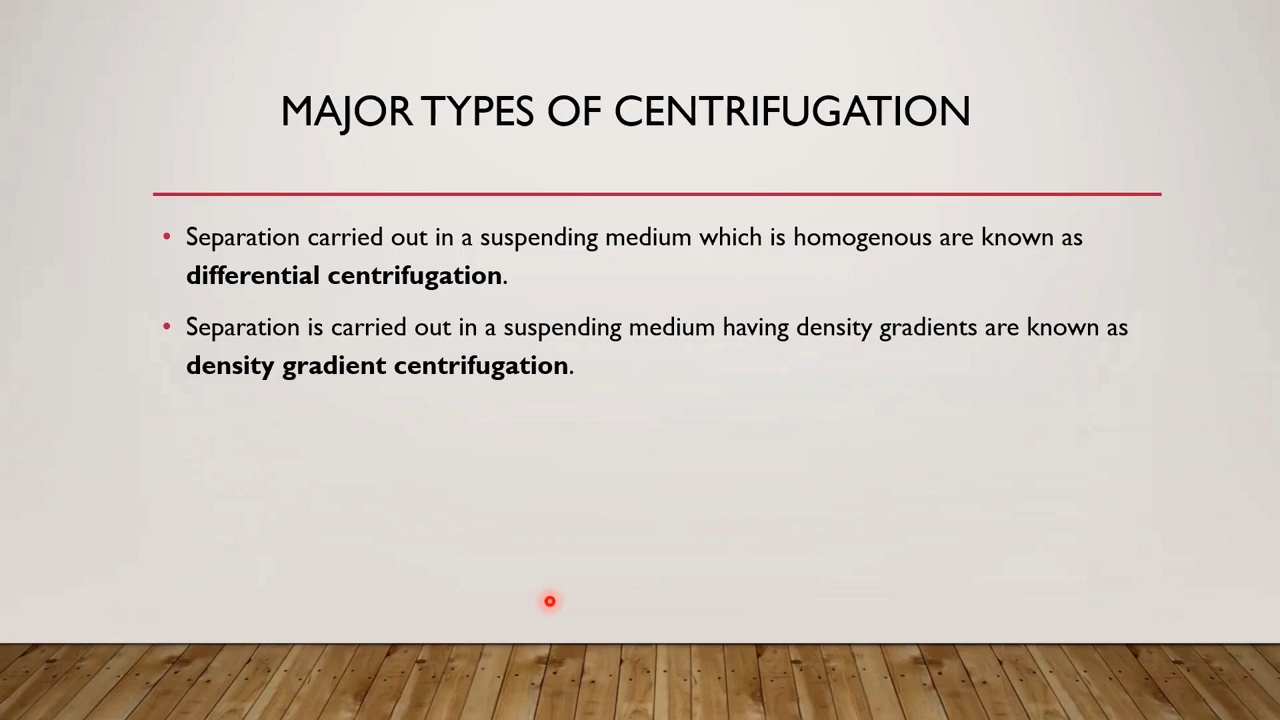 MAJOR TYPES OF CENTRIFUGATION
• Separation carried out in a suspending medium which is homogenous are known as
differential centrifugation.
• Separation is carried out in a suspending medium having density gradients are known as
density gradient centrifugation.